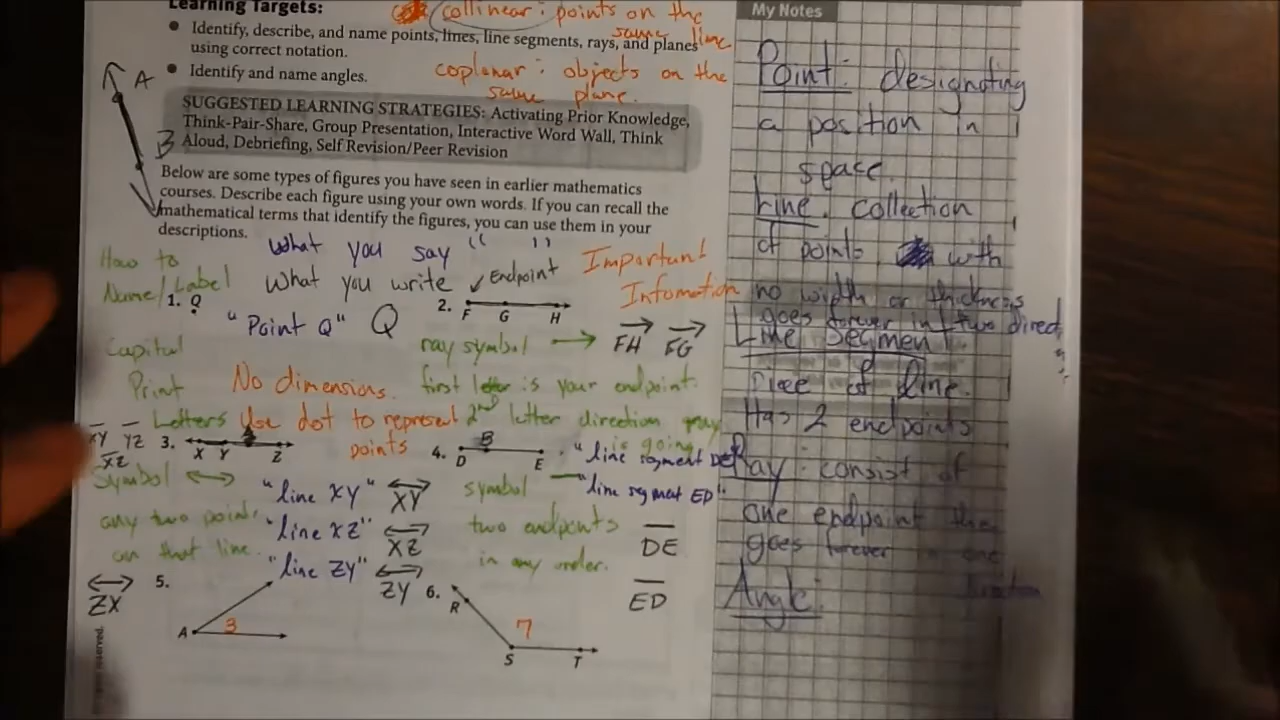 Learning Targets:
collinear : points on the
same line
Identify, describe, and name points, lines, line segments, rays, and planes
using correct notation.
Identify and name angles.
coplanar : objects on the
same plane.
A
B
SUGGESTED LEARNING STRATEGIES: Activating Prior Knowledge,
Think-Pair-Share, Group Presentation, Interactive Word Wall, Think
Aloud, Debriefing, Self Revision/Peer Revision
Below are some types of figures you have seen in earlier mathematics
courses. Describe each figure using your own words. If you can recall the
mathematical terms that identify the figures, you can use them in your
descriptions.
What you say " "
What you write
How to
Name/Label
Important
Infomation
1. Q
"Point Q" Q
Capital
Print
Letters
No dimensions.
Use dot to represent
points
2. F G H
Endpoint
ray symbol → FH FG
first letter is your endpoint.
2nd letter direction
is going
XY YZ
XZ
3. X Y Z
Symbol ↔
any two points
on that line.
"line XY" XY
"line XZ" XZ
"line ZY" ZY
ZX
4. D B E
"line segment DE"
"line segment ED"
symbol —
two endpoints
in any order.
DE
ED
5. A 3
6. R S T 7
My Notes
Point: designating
a position in
space.
Line. collection
of points with
no width or thickness
goes forever in two direct
Line Segment
Piece of line.
Has 2 endpoints
Ray: consist of
one endpoint then
goes forever in one
direction
Angle: